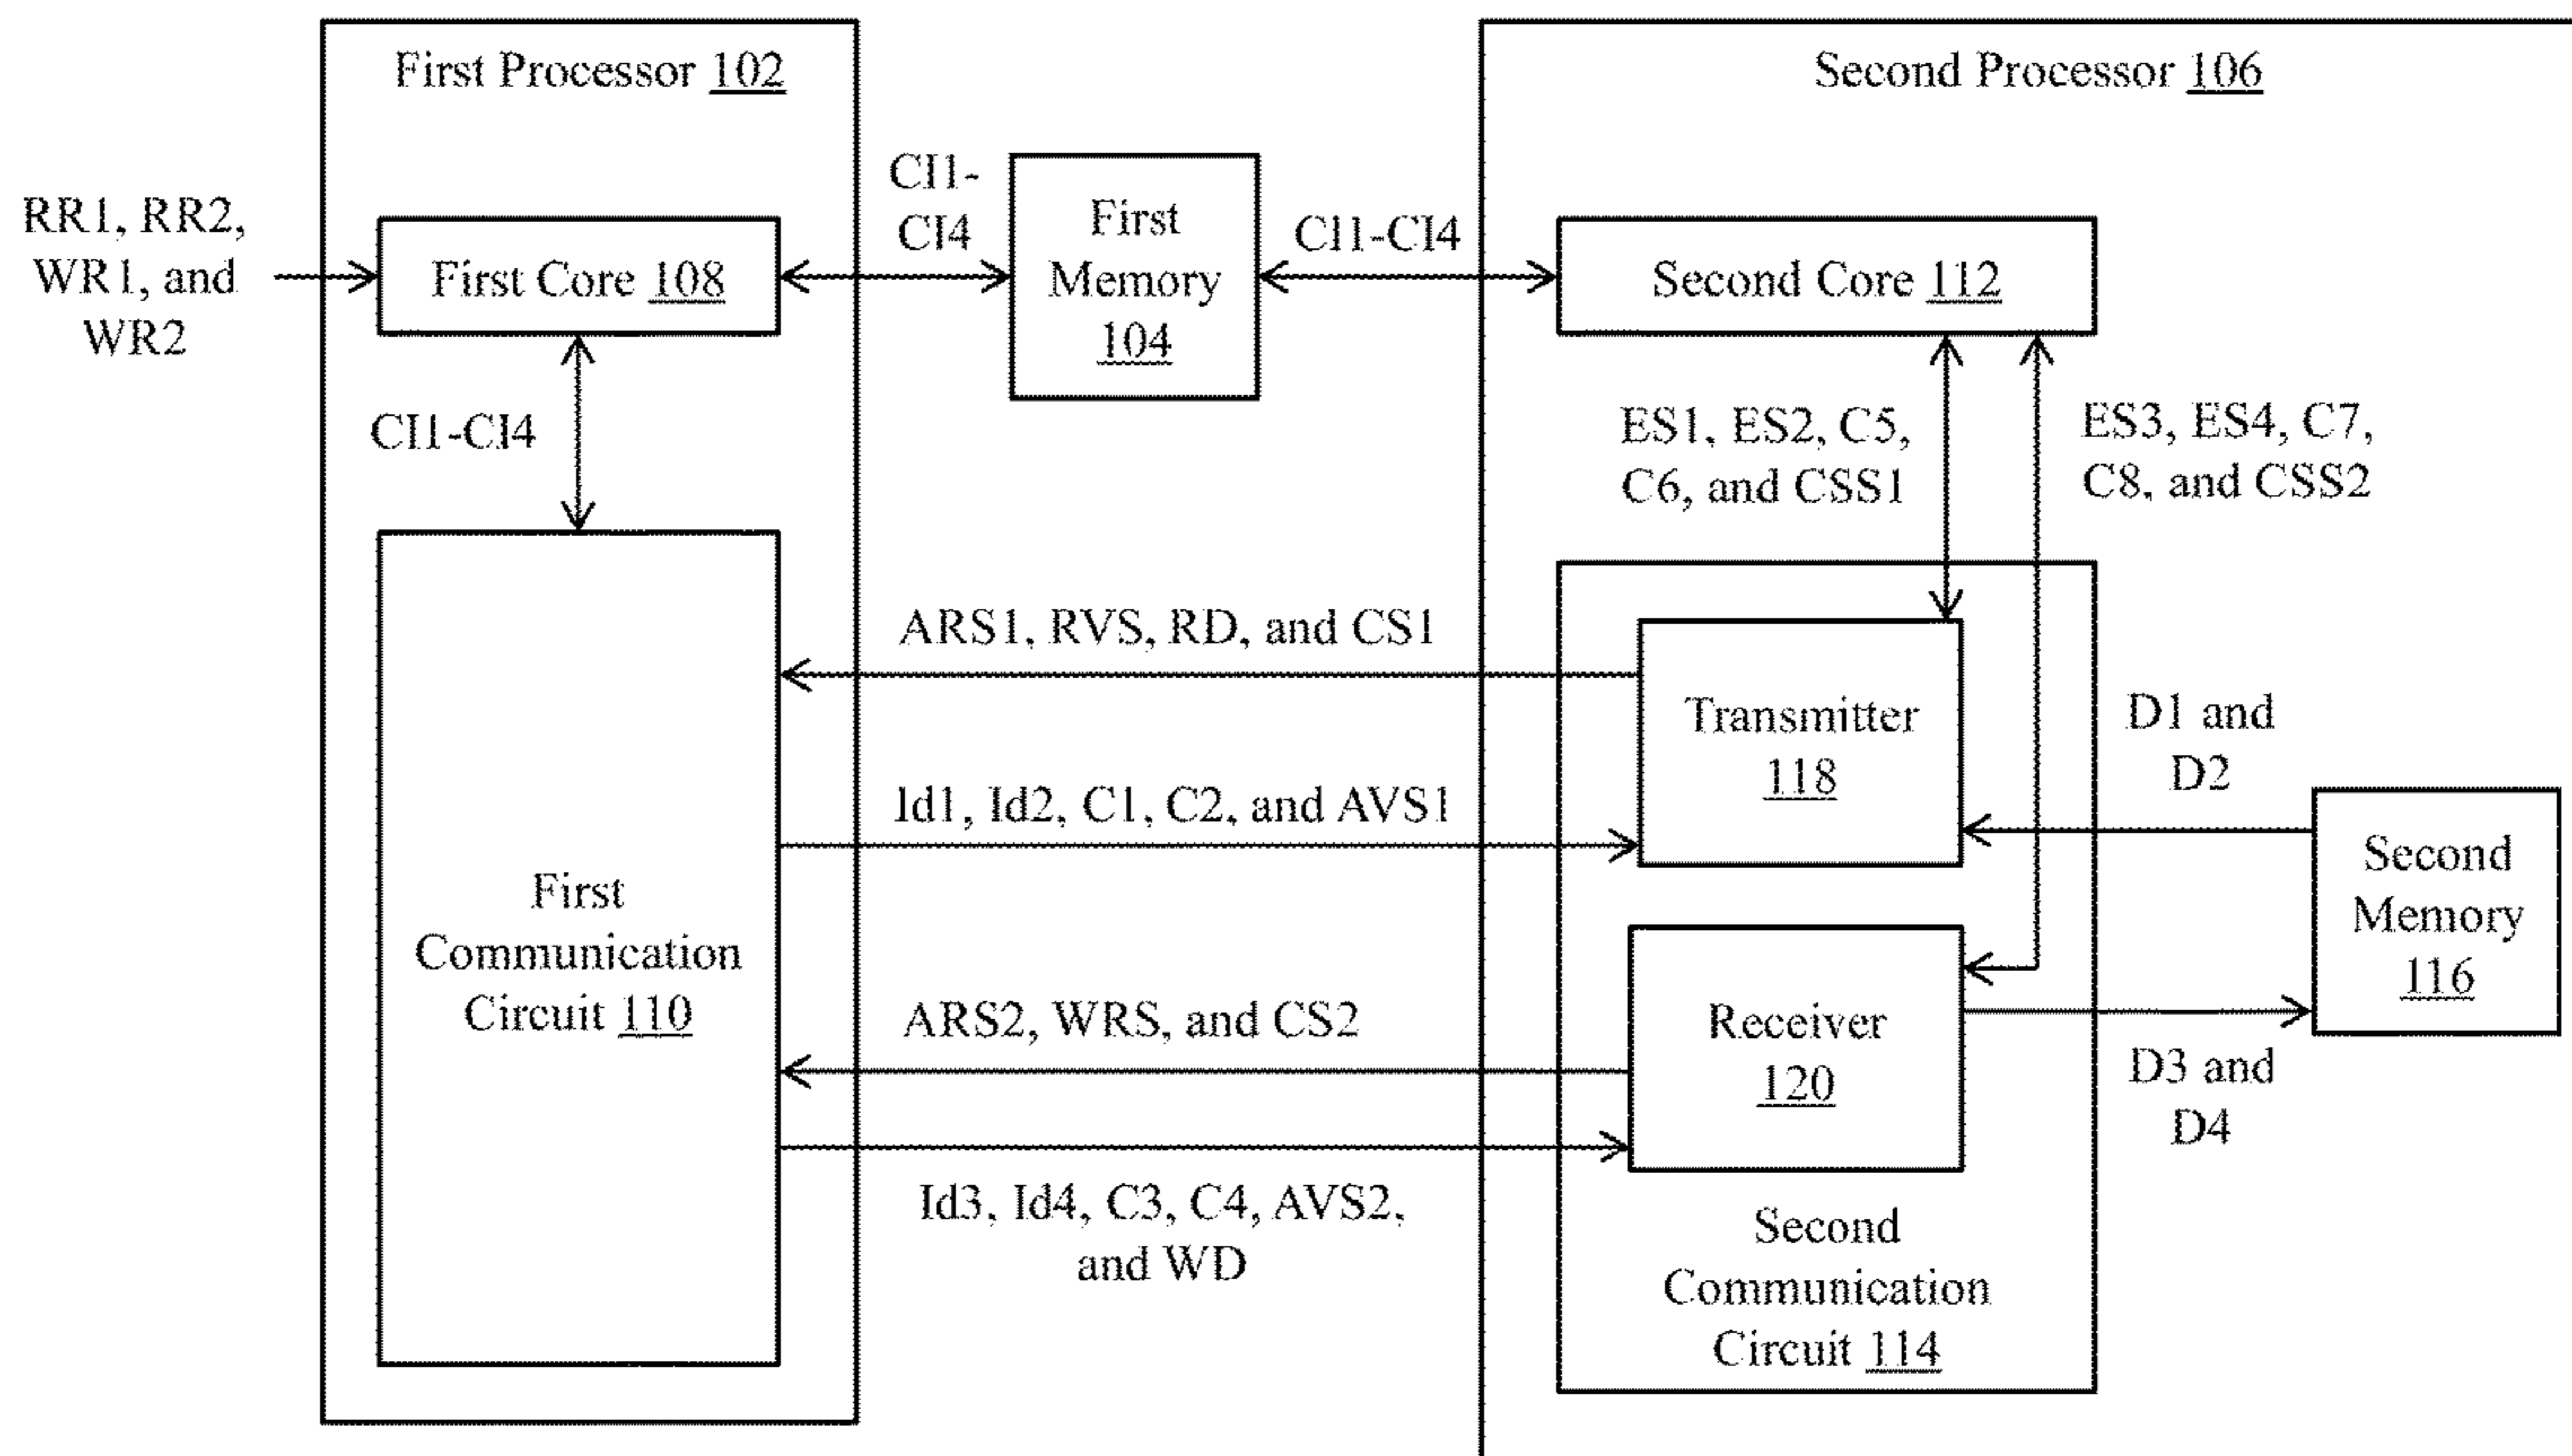 First Processor 102
Second Processor 106
RR1, RR2,
WR1, and
WR2
First Core 108
CI1-
CI4
First
Memory
104
CI1-CI4
Second Core 112
CI1-CI4
ES1, ES2, C5,
C6, and CSS1
ES3, ES4, C7,
C8, and CSS2
ARS1, RVS, RD, and CS1
Transmitter
118
D1 and
D2
Id1, Id2, C1, C2, and AVS1
Second
Memory
116
First
Communication
Circuit 110
ARS2, WRS, and CS2
Receiver
120
D3 and
D4
Id3, Id4, C3, C4, AVS2,
and WD
Second
Communication
Circuit 114